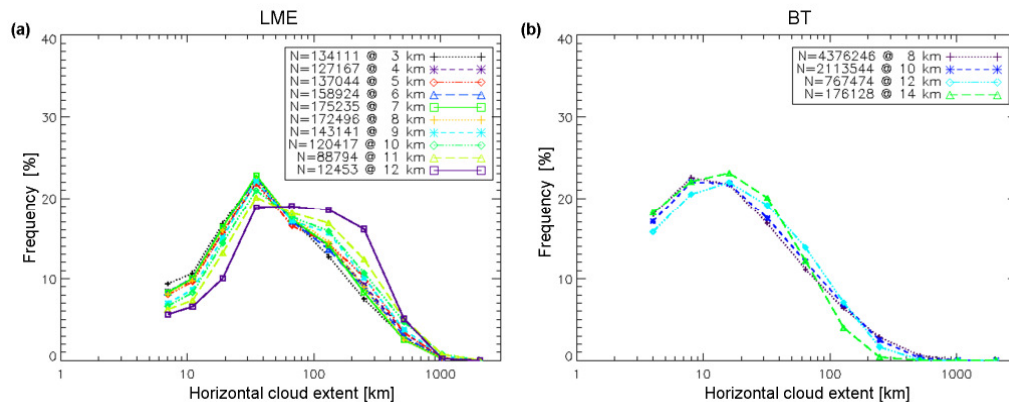 LME
(a)
40
30
20
10
0
Frequency [%]
N=134111 @ 3 km
N=127167 @ 4 km
N=137044 @ 5 km
N=158924 @ 6 km
N=175235 @ 7 km
N=172496 @ 8 km
N=143141 @ 9 km
N=120417 @ 10 km
N=88794 @ 11 km
N=12453 @ 12 km
1 10 100 1000
Horizontal cloud extent [km]
BT
(b)
40
30
20
10
0
Frequency [%]
N=4376246 @ 8 km
N=2113544 @ 10 km
N=767474 @ 12 km
N=176128 @ 14 km
1 10 100 1000
Horizontal cloud extent [km]